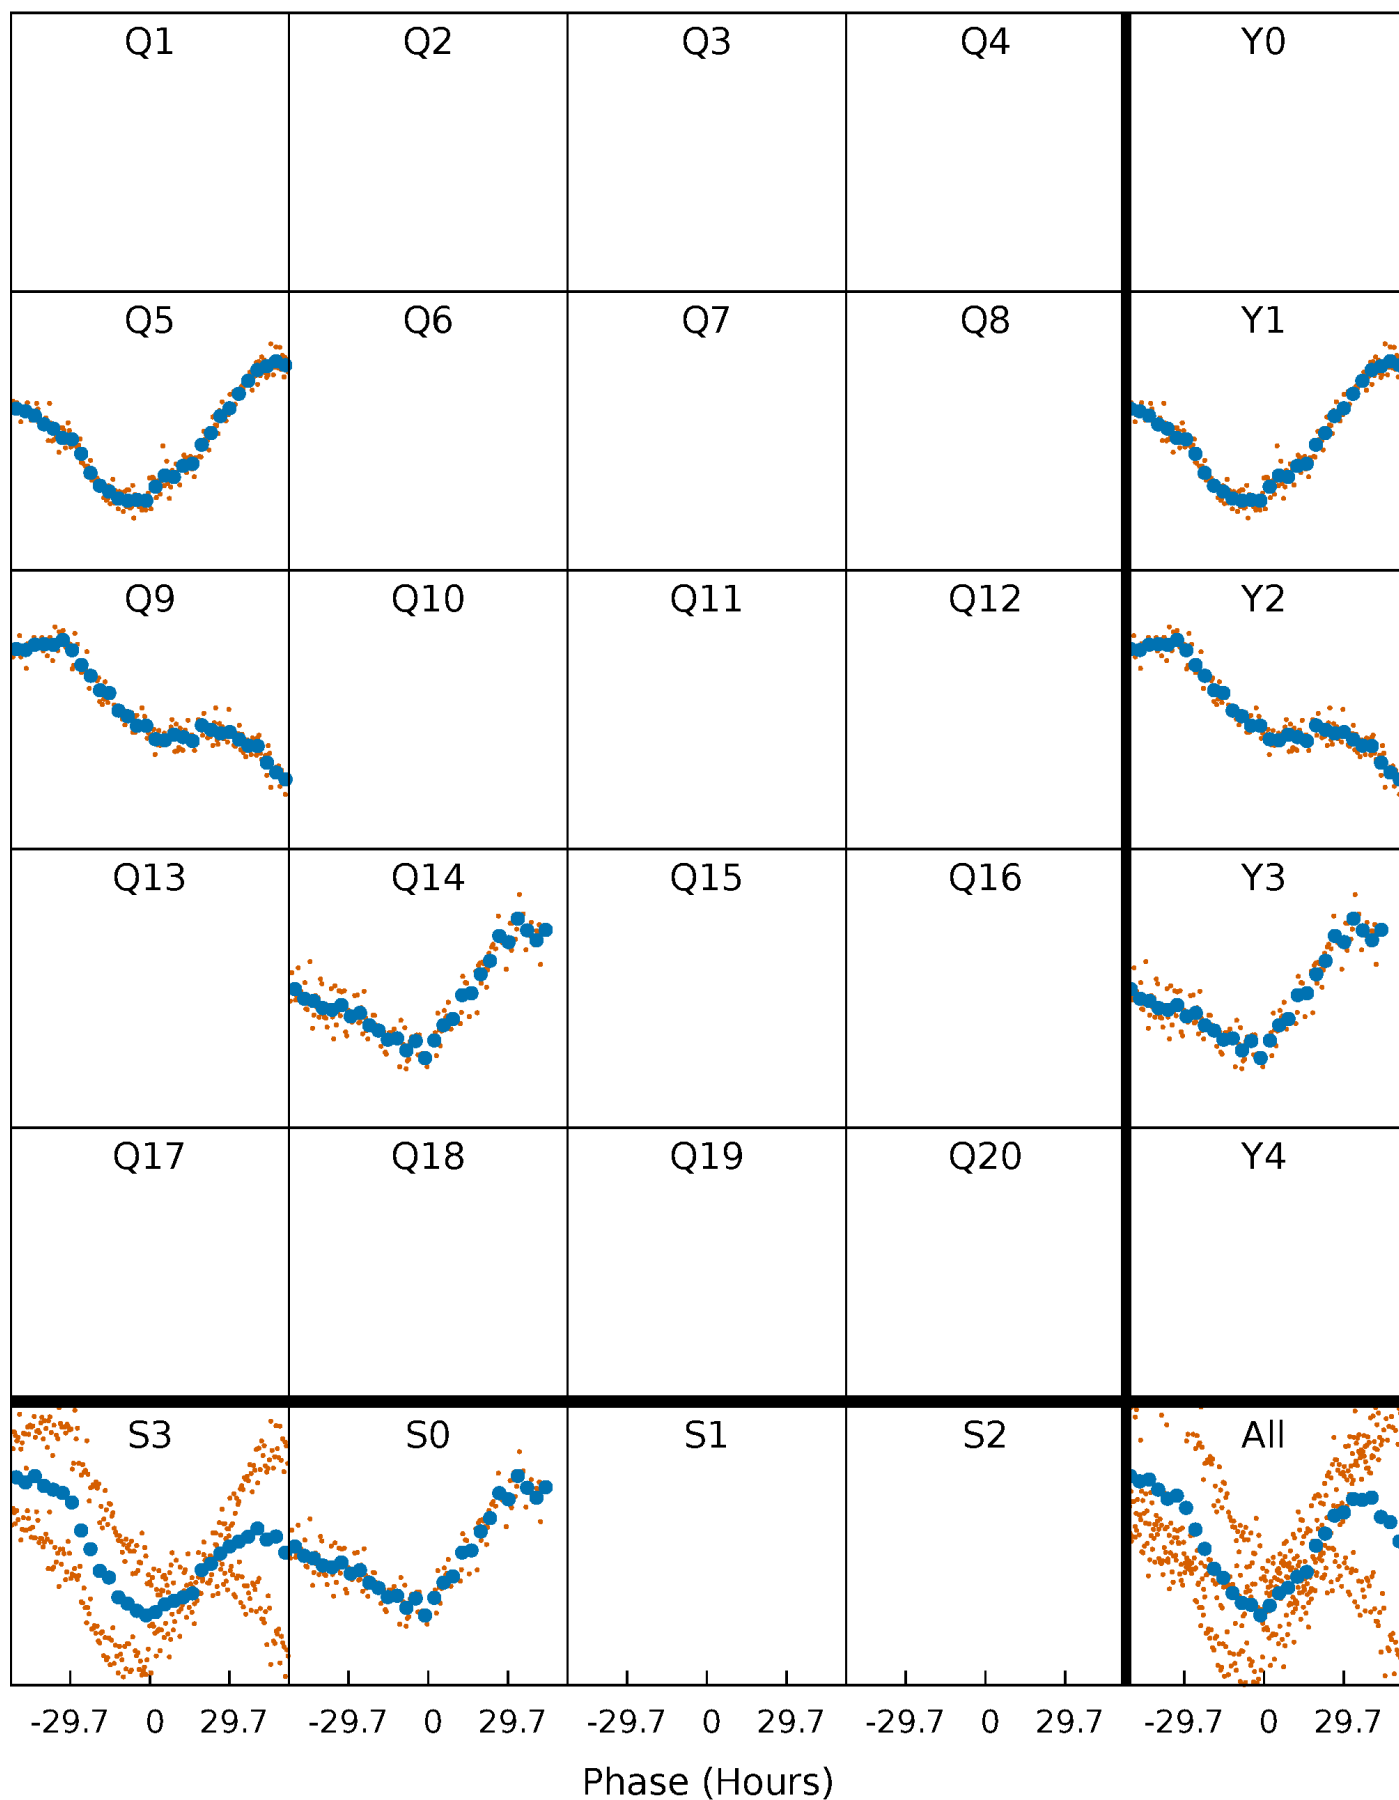 Q1 Q2 Q3 Q4 Y0
Q5 Q6 Q7 Q8 Y1
Q9 Q10 Q11 Q12 Y2
Q13 Q14 Q15 Q16 Y3
Q17 Q18 Q19 Q20 Y4
S3 S0 S1 S2 All
-29.7 0 29.7 -29.7 0 29.7 -29.7 0 29.7 -29.7 0 29.7 -29.7 0 29.7
Phase (Hours)